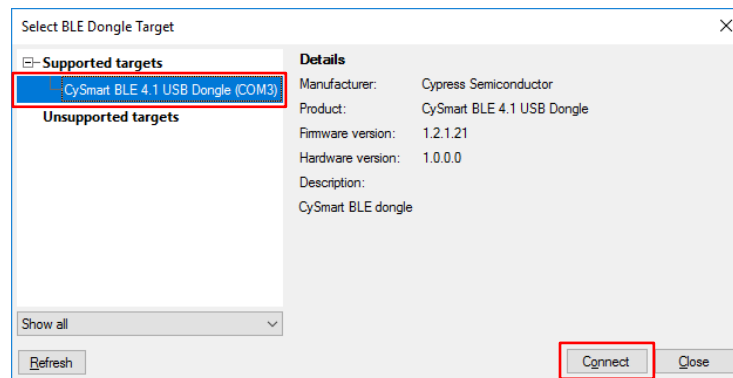 Select BLE Dongle Target
Supported targets
CySmart BLE 4.1 USB Dongle (COM3)
Unsupported targets
Show all
Refresh
Details
Manufacturer: Cypress Semiconductor
Product: CySmart BLE 4.1 USB Dongle
Firmware version: 1.2.1.21
Hardware version: 1.0.0.0
Description:
CySmart BLE dongle
Connect
Close